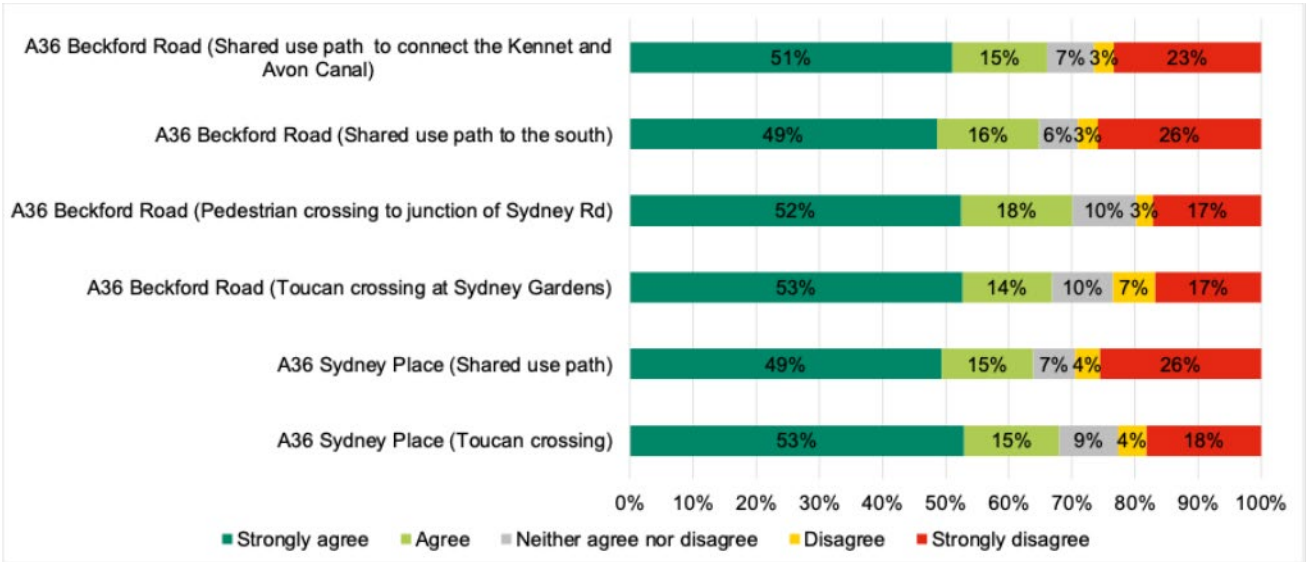 A36 Beckford Road (Shared use path to connect the Kennet and
Avon Canal)
51% 15% 7% 3% 23%
A36 Beckford Road (Shared use path to the south)
49% 16% 6% 3% 26%
A36 Beckford Road (Pedestrian crossing to junction of Sydney Rd)
52% 18% 10% 3% 17%
A36 Beckford Road (Toucan crossing at Sydney Gardens)
53% 14% 10% 7% 17%
A36 Sydney Place (Shared use path)
49% 15% 7% 4% 26%
A36 Sydney Place (Toucan crossing)
53% 15% 9% 4% 18%
0% 10% 20% 30% 40% 50% 60% 70% 80% 90% 100%
Strongly agree Agree Neither agree nor disagree Disagree Strongly disagree